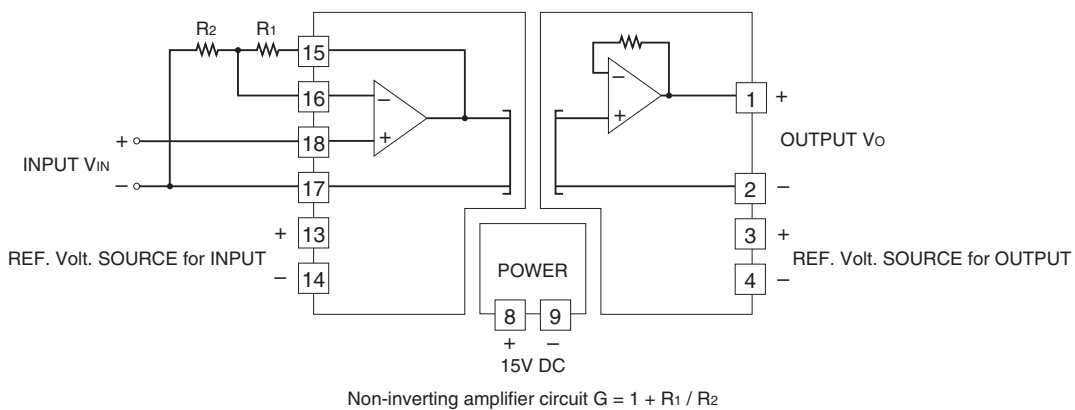 R2 R1
15
16 − −
18 + +
+
INPUT VIN
−
17
+ 13
REF. Volt. SOURCE for INPUT
− 14
1 +
OUTPUT VO
2 −
3 +
REF. Volt. SOURCE for OUTPUT
4 −
POWER
8 9
+ −
15V DC
Non-inverting amplifier circuit G = 1 + R1 / R2